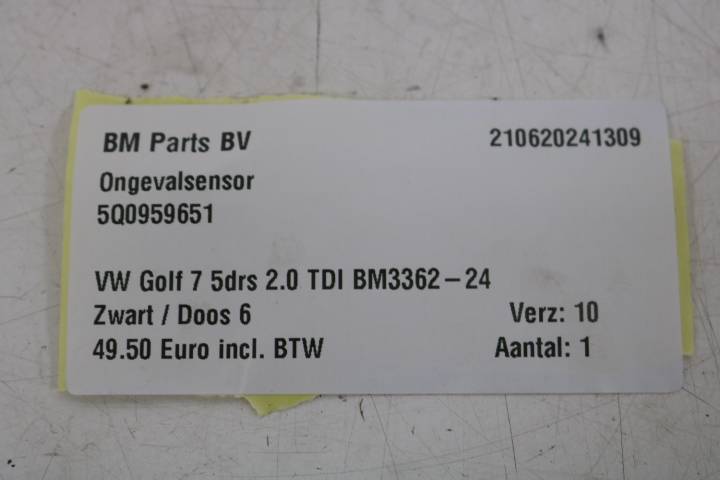 BM Parts BV 210620241309
Ongevalsensor
5Q0959651
VW Golf 7 5drs 2.0 TDI BM3362-24
Zwart / Doos 6 Verz: 10
49.50 Euro incl. BTW Aantal: 1